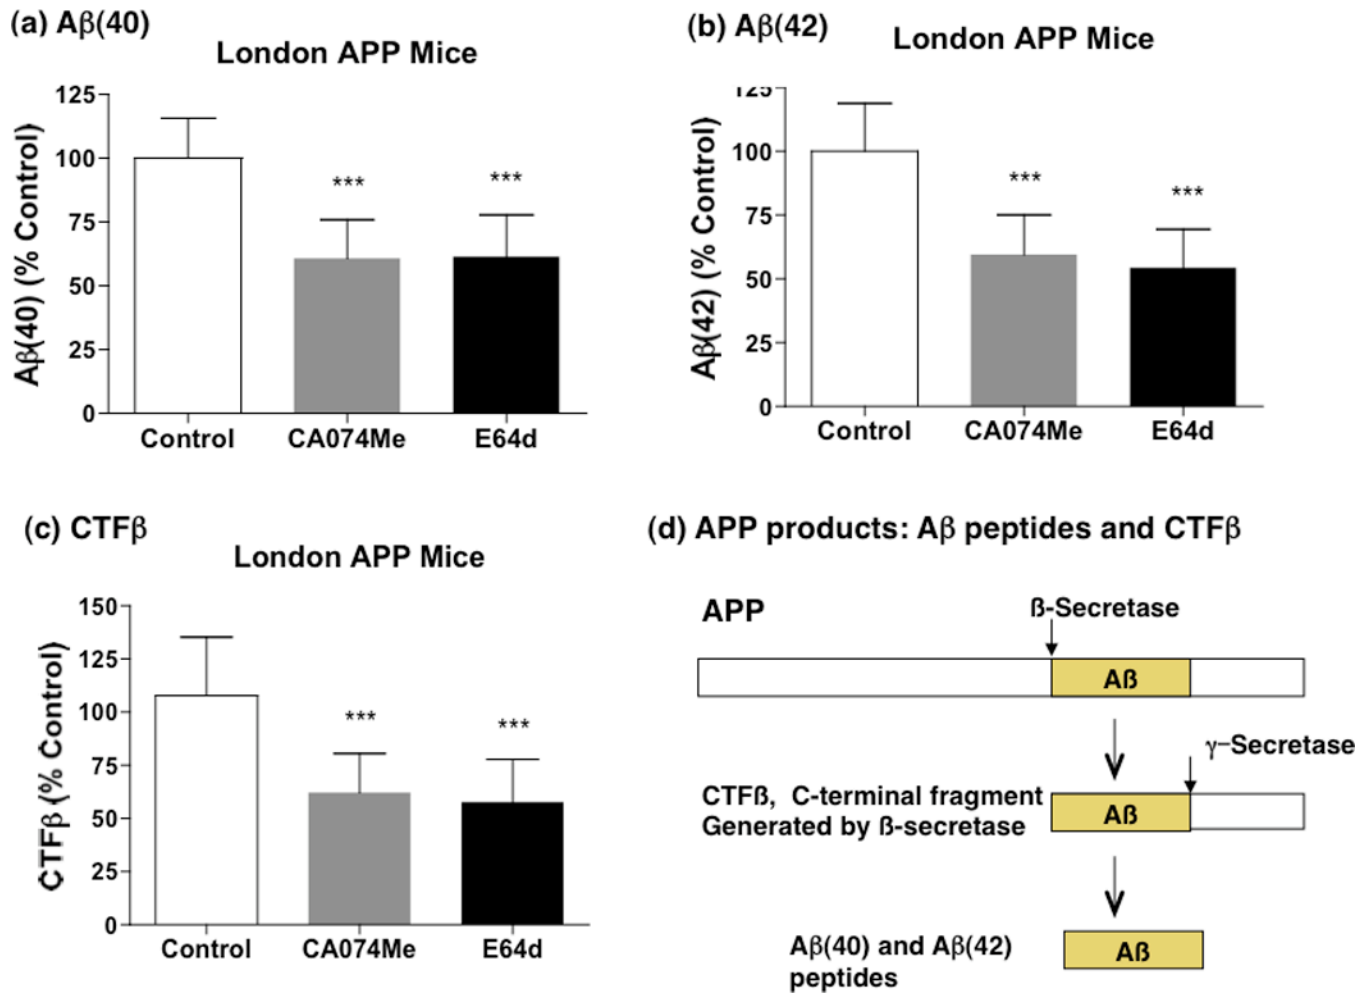 (a) Aβ(40)
London APP Mice
Aβ(40) (% Control)
125
100
75
50
25
0
***
***
Control
CA074Me
E64d
(b) Aβ(42)
London APP Mice
Aβ(42) (% Control)
125
100
75
50
25
0
***
***
Control
CA074Me
E64d
(c) CTFβ
London APP Mice
CTFβ (% Control)
150
125
100
75
50
25
0
***
***
Control
CA074Me
E64d
(d) APP products: Aβ peptides and CTFβ
APP
ß-Secretase
Aß
γ–Secretase
CTFß, C-terminal fragment
Generated by ß-secretase
Aß
Aβ(40) and Aβ(42)
peptides
Aß